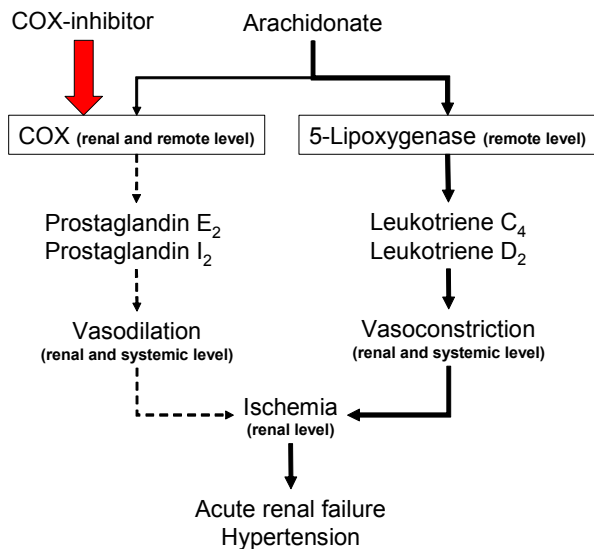 COX-inhibitor
Arachidonate
COX (renal and remote level)
5-Lipoxygenase (remote level)
Prostaglandin E₂
Prostaglandin I₂
Leukotriene C₄
Leukotriene D₂
Vasodilation
(renal and systemic level)
Vasoconstriction
(renal and systemic level)
Ischemia
(renal level)
Acute renal failure
Hypertension